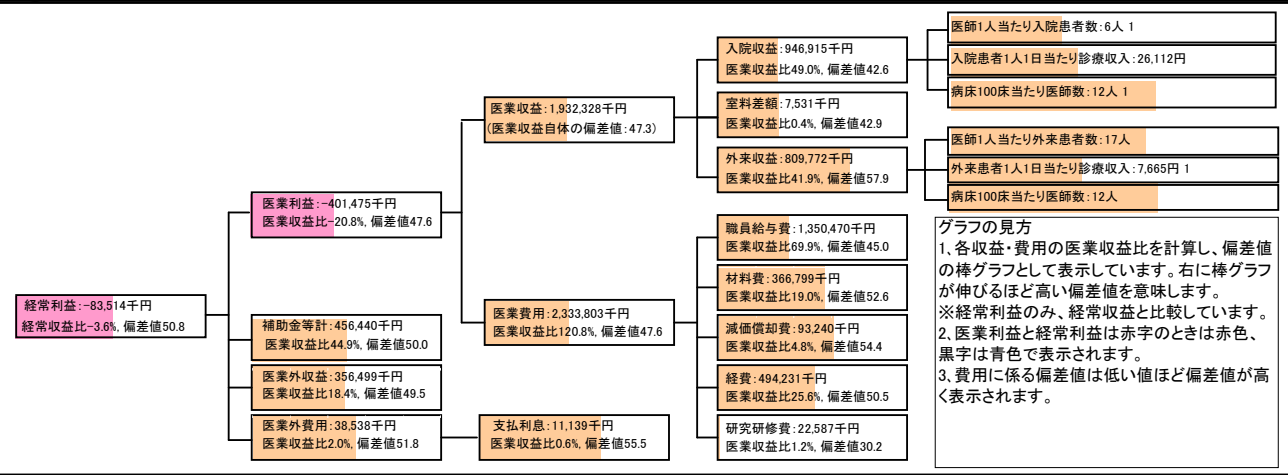 経常利益:-83,514千円
経常収支比-3.6%, 偏差値50.8
医業利益:-401,475千円
医業収益比-20.8%, 偏差値47.6
補助金等計:456,440千円
医業収益比44.9%, 偏差値50.0
医業外収益:356,499千円
医業収益比18.4%, 偏差値49.5
医業外費用:38,538千円
医業収益比2.0%, 偏差値51.8
医業収益:1,932,328千円
(医業収益自体の偏差値:47.3)
医業費用:2,333,803千円
医業収益比120.8%, 偏差値47.6
支払利息:11,139千円
医業収益比0.6%, 偏差値55.5
入院収益:946,915千円
医業収益比49.0%, 偏差値42.6
室料差額:7,531千円
医業収益比0.4%, 偏差値42.9
外来収益:809,772千円
医業収益比41.9%, 偏差値57.9
職員給与費:1,350,470千円
医業収益比69.9%, 偏差値45.0
材料費:366,799千円
医業収益比19.0%, 偏差値52.6
減価償却費:93,240千円
医業収益比4.8%, 偏差値54.4
経費:494,231千円
医業収益比25.6%, 偏差値50.5
研究研修費:22,587千円
医業収益比1.2%, 偏差値30.2
医師1人当たり入院患者数:6人 1
入院患者1人1日当たり診療収入:26,112円
病床100床当たり医師数:12人 1
医師1人当たり外来患者数:17人
外来患者1人1日当たり診療収入:7,665円 1
病床100床当たり医師数:12人
グラフの見方
1、各収益・費用の医業収益比を計算し、偏差値
の棒グラフとして表示しています。右に棒グラフ
が伸びるほど高い偏差値を意味します。
※経常利益のみ、経常収益と比較しています。
2、医業利益と経常利益は赤字のときは赤色、
黒字は青色で表示されます。
3、費用に係る偏差値は低い値ほど偏差値が高
く表示されます。